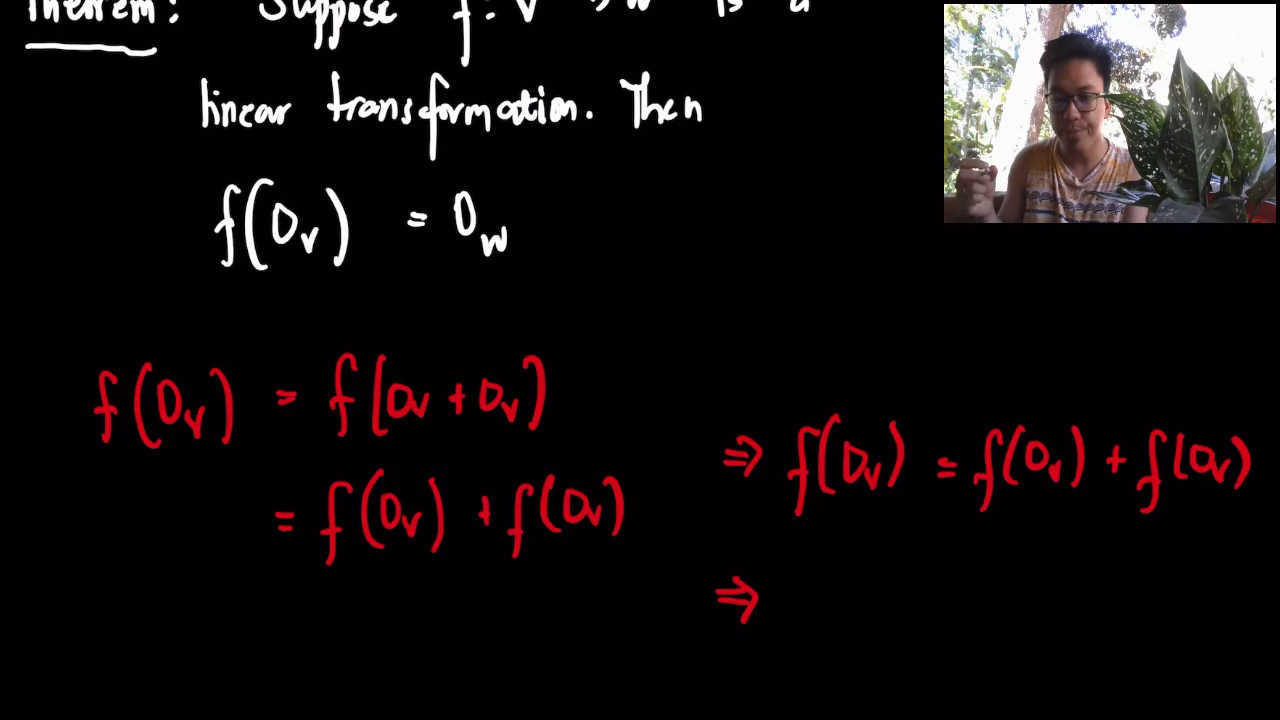 Theorem: Suppose f: V → W is a
linear transformation. Then
f(0_v) = 0_w
f(0_v) = f(0_v + 0_v)
= f(0_v) + f(0_v)
⇒ f(0_v) = f(0_v) + f(0_v)
⇒